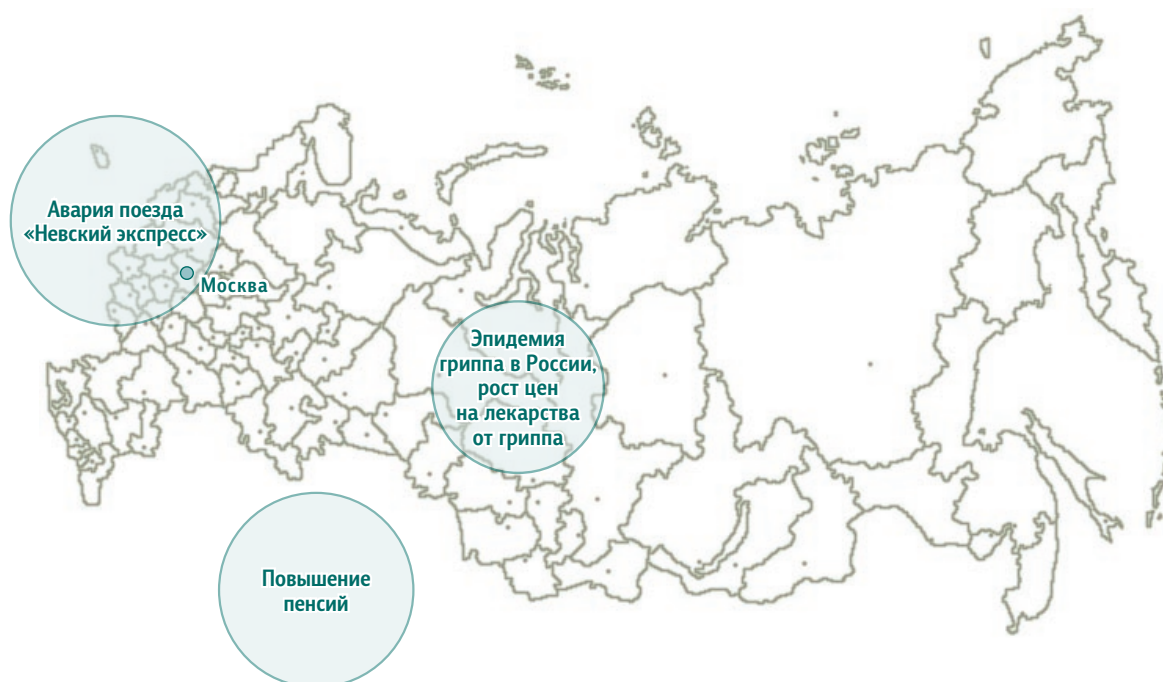 Авария поезда
«Невский экспресс»
Москва
Эпидемия
гриппа в России,
рост цен
на лекарства
от гриппа
Повышение
пенсий